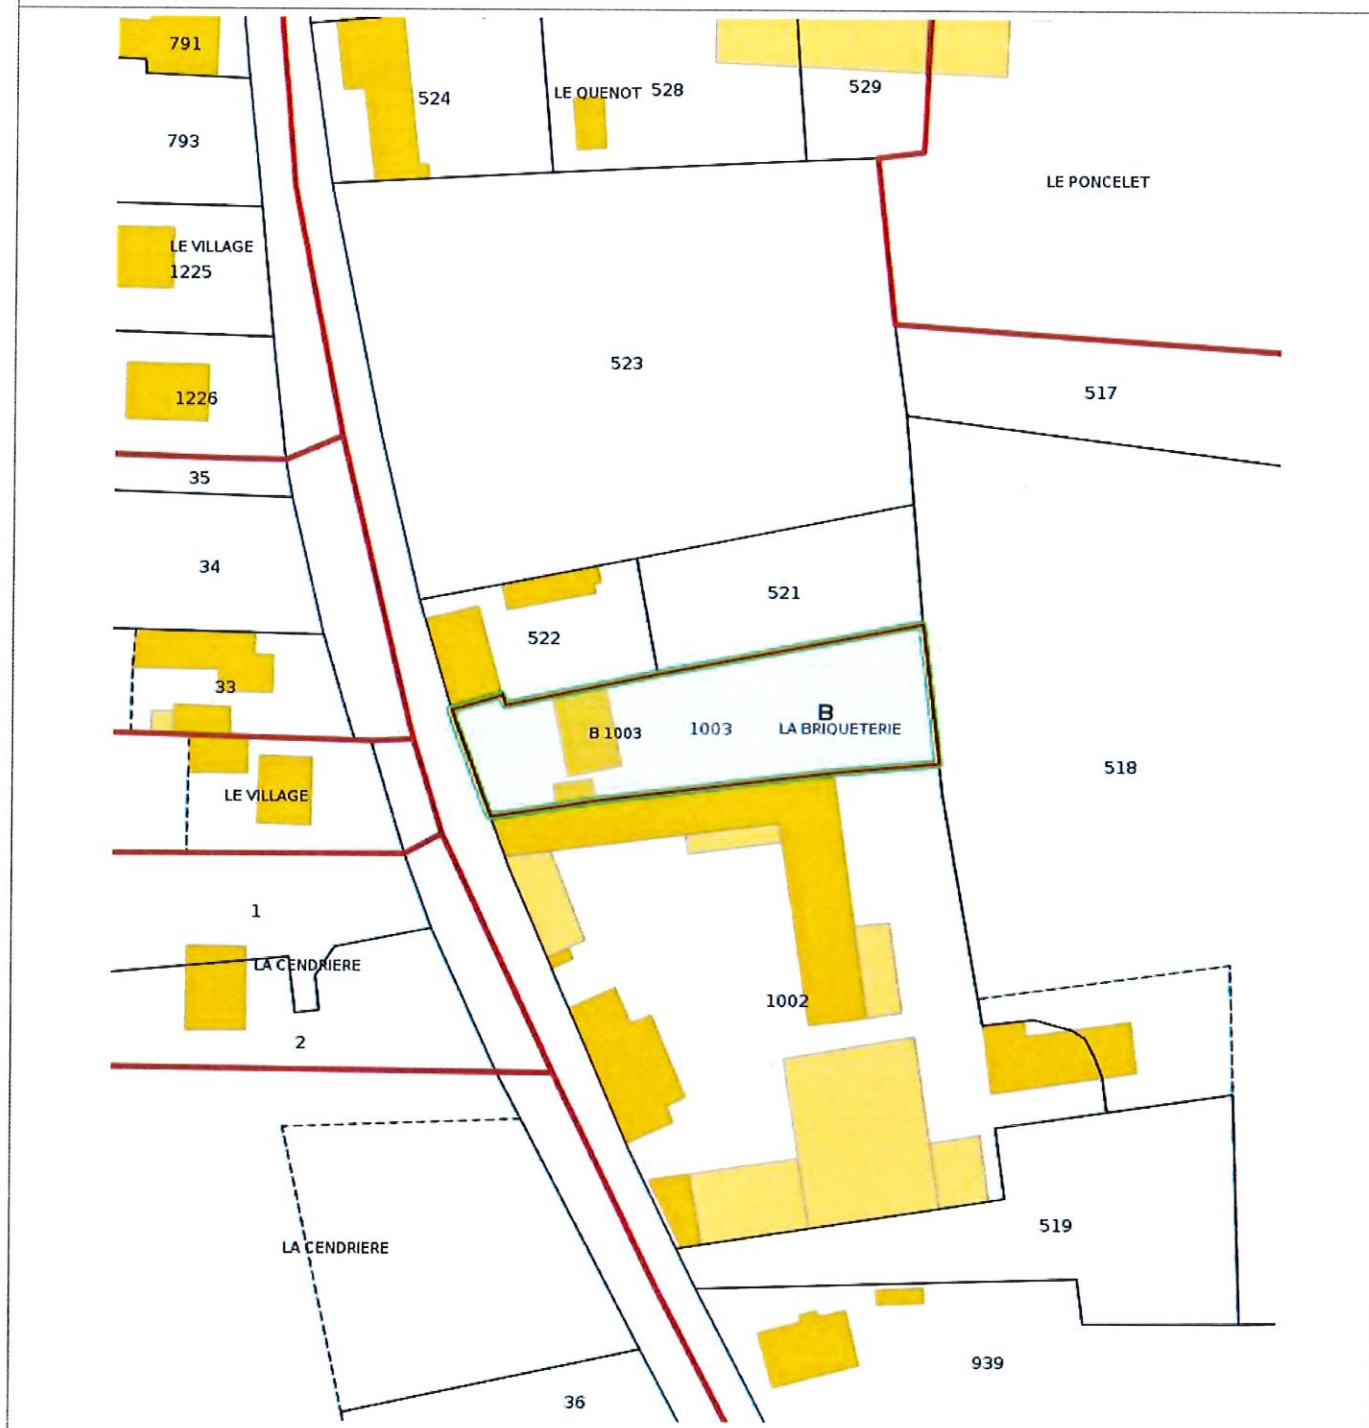 791
524
LE QUENOT 528
529
793
LE PONCELET
LE VILLAGE
1225
523
517
1226
35
34
521
522
33
B
B 1003
1003
LA BRIQUETERIE
518
LE VILLAGE
1
LA CENDRIERE
1002
2
519
LA CENDRIERE
939
36